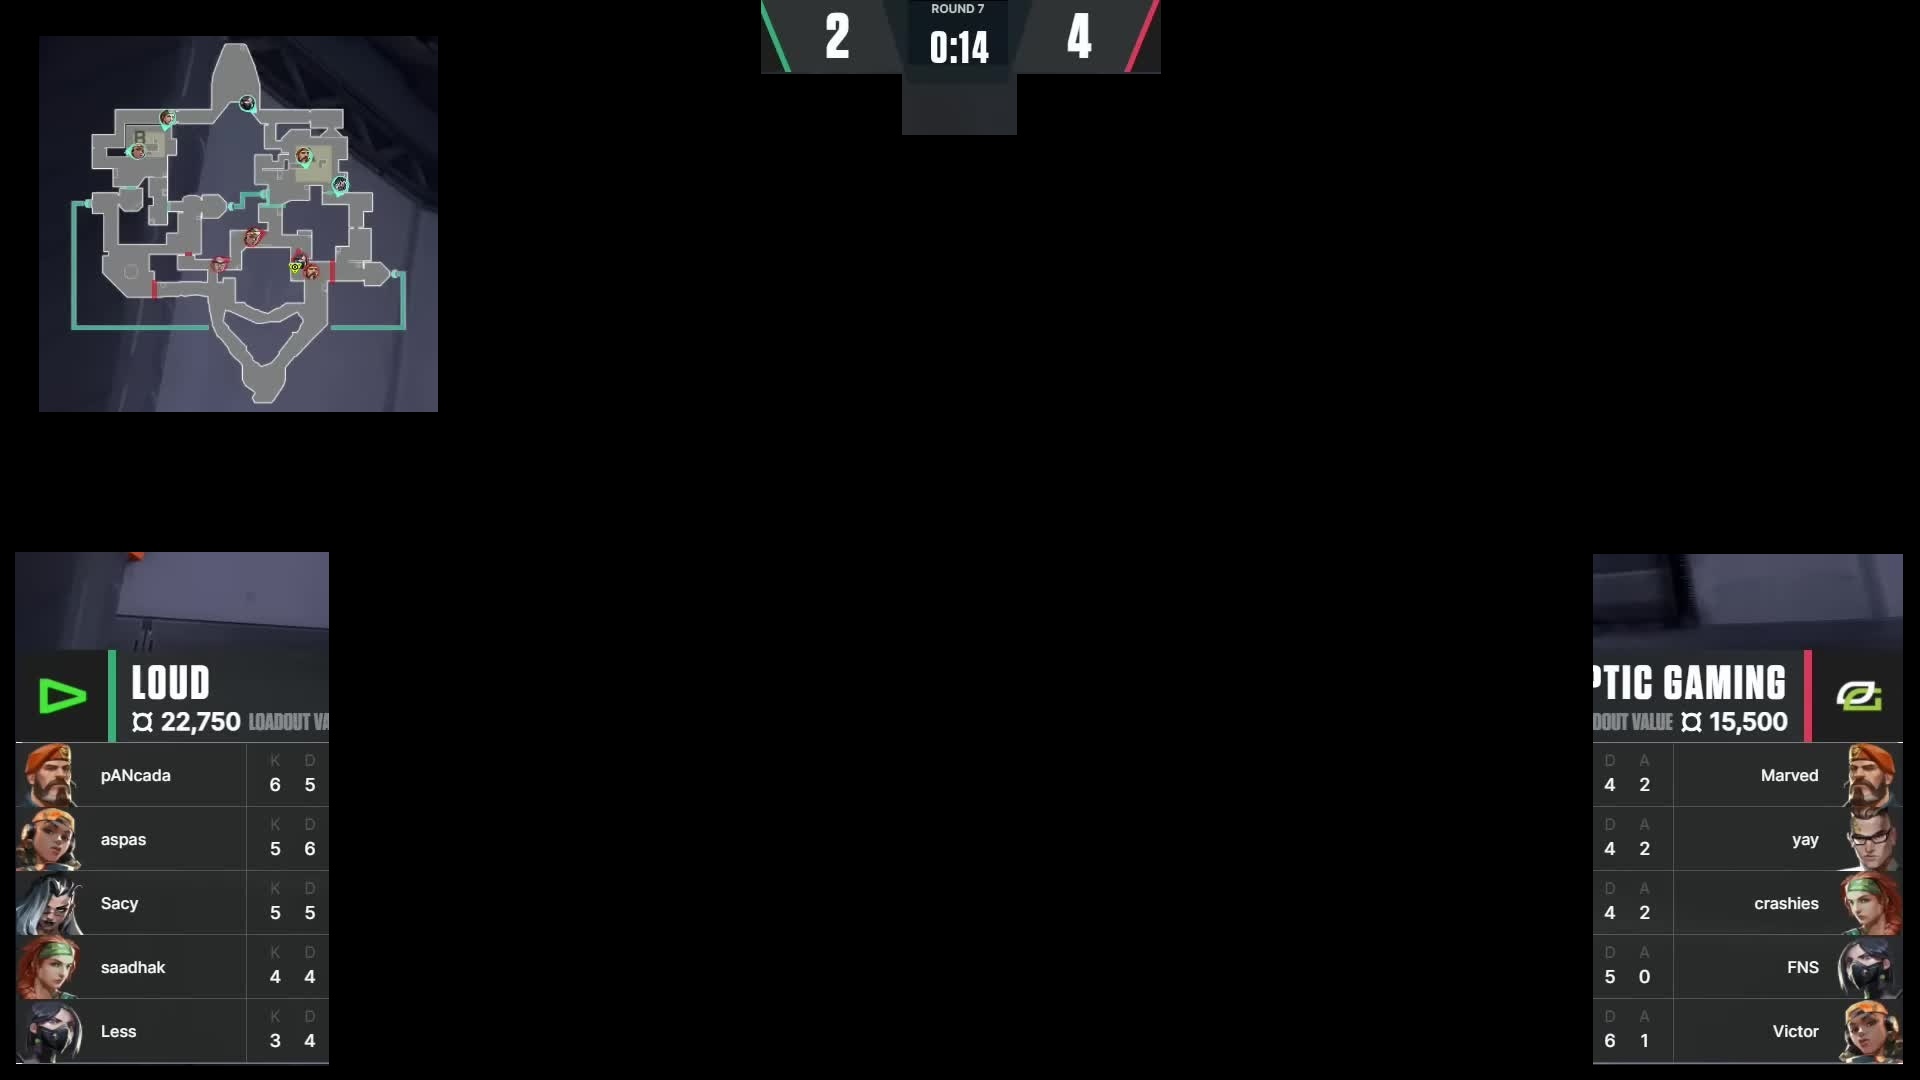 2
ROUND 7
0:14
4
B
LOUD
22,750 LOADOUT VA
K D
pANcada 6 5
K D
aspas 5 6
K D
Sacy 5 5
K D
saadhak 4 4
K D
Less 3 4
PTIC GAMING
DOUT VALUE 15,500
D A
4 2 Marved
D A
4 2 yay
D A
4 2 crashies
D A
5 0 FNS
D A
6 1 Victor